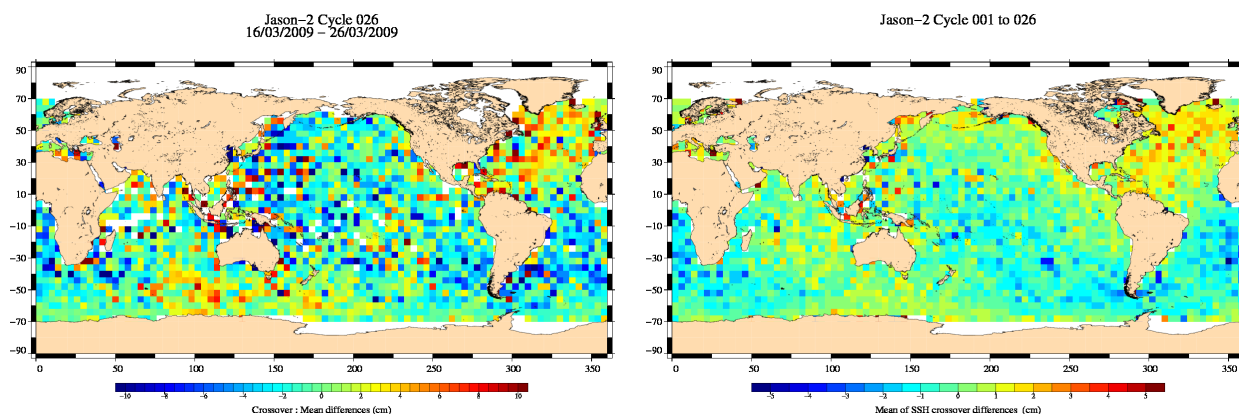 Jason-2 Cycle 026
16/03/2009 - 26/03/2009
90
70
50
30
10
-10
-30
-50
-70
-90
0 50 100 150 200 250 300 350
-10 -8 -6 -4 -2 0 2 4 6 8 10
Crossover : Mean differences (cm)
Jason-2 Cycle 001 to 026
90
70
50
30
10
-10
-30
-50
-70
-90
0 50 100 150 200 250 300 350
-5 -4 -3 -2 -1 0 1 2 3 4 5
Mean of SSH crossover differences (cm)